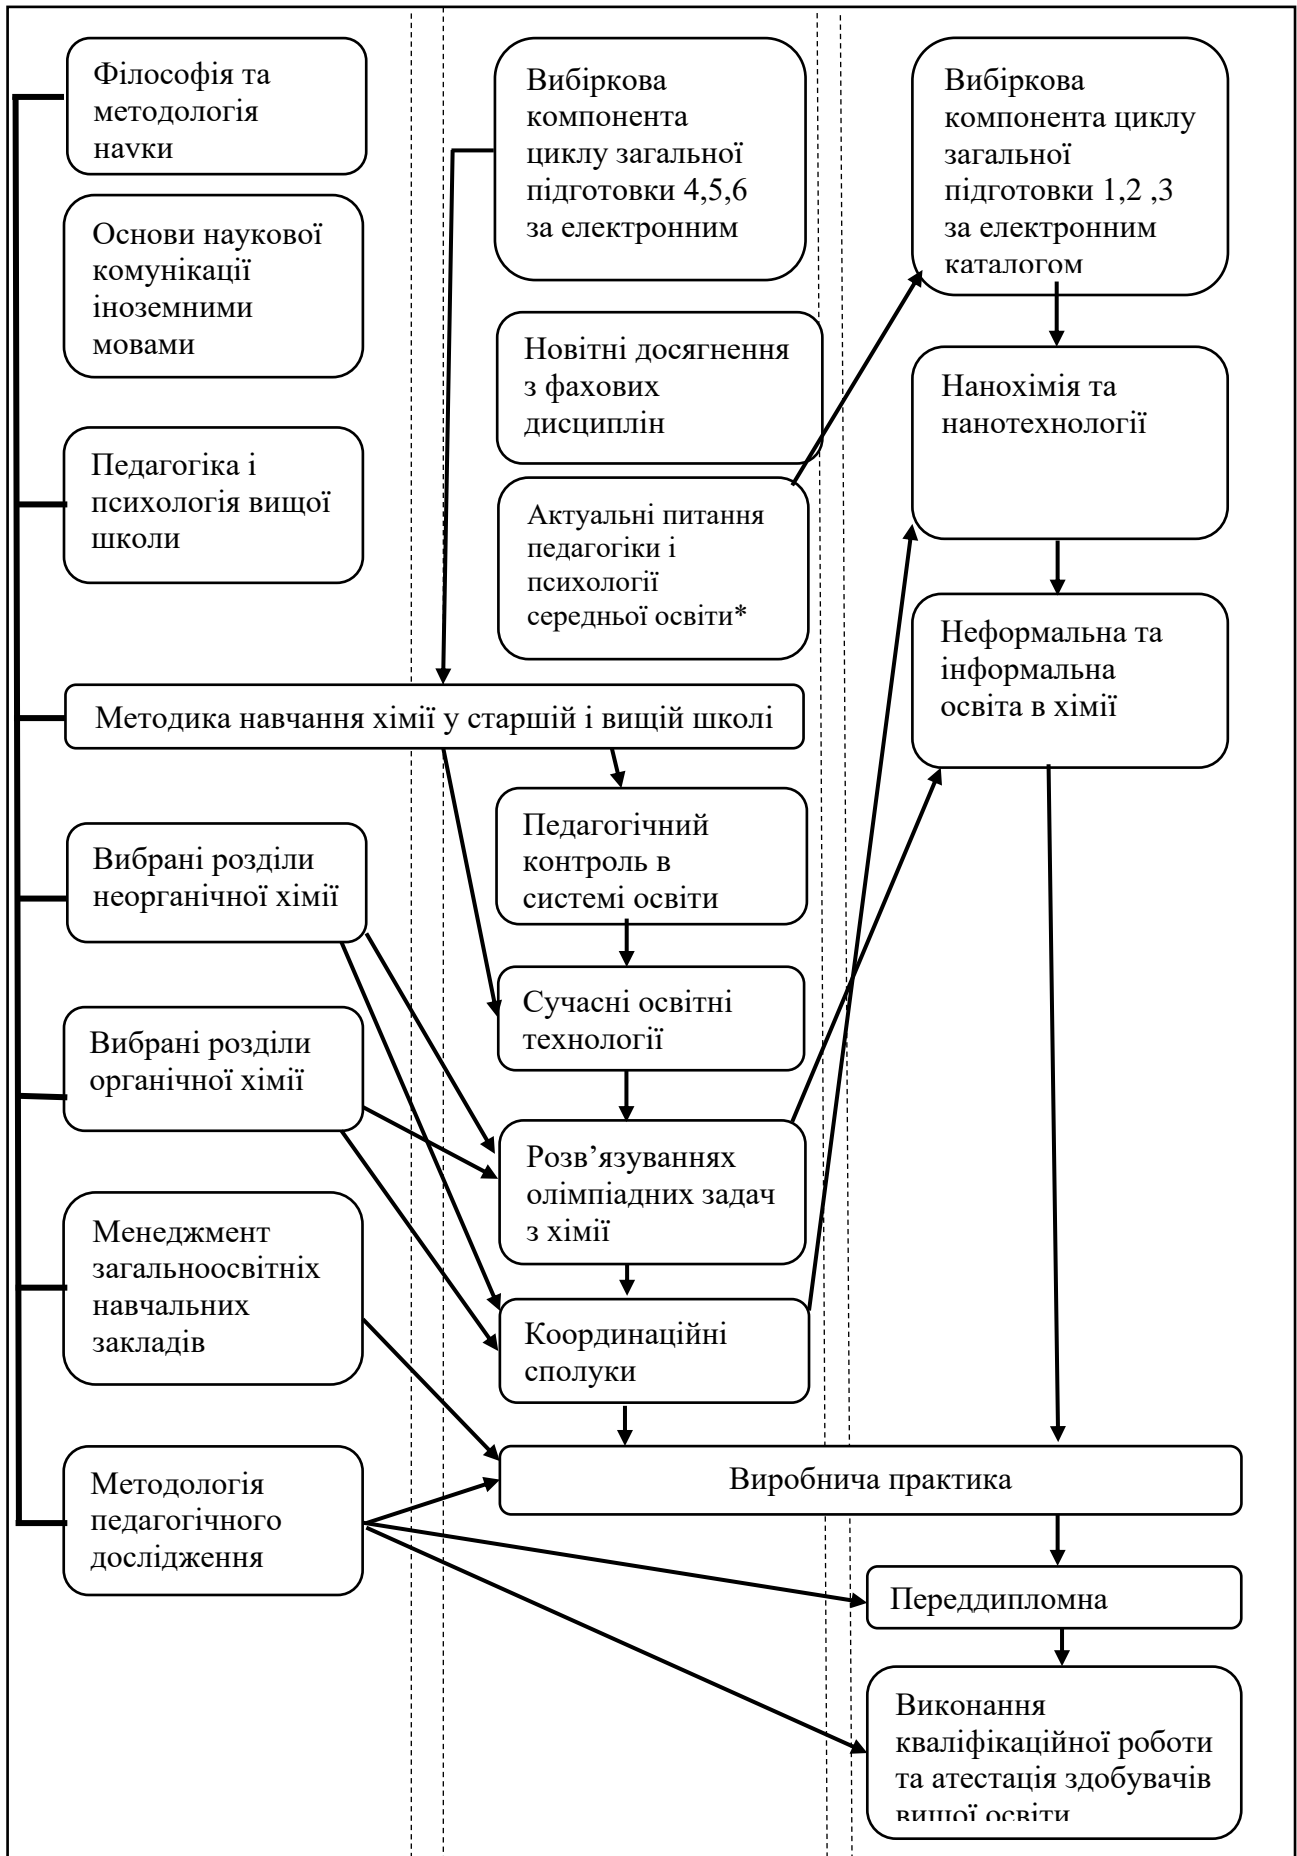 Філософія та
методологія
науки
Основи наукової
комунікації
іноземними
мовами
Педагогіка і
психологія вищої
школи
Методика навчання хімії у старшій і вищій школі
Вибрані розділи
неорганічної хімії
Вибрані розділи
органічної хімії
Менеджмент
загальноосвітніх
навчальних
закладів
Методологія
педагогічного
дослідження
Вибіркова
компонента
циклу загальної
підготовки 4,5,6
за електронним
Новітні досягнення
з фахових
дисциплін
Актуальні питання
педагогіки і
психології
середньої освіти*
Педагогічний
контроль в
системі освіти
Сучасні освітні
технології
Розв’язуваннях
олімпіадних задач
з хімії
Координаційні
сполуки
Виробнича практика
Вибіркова
компонента циклу
загальної
підготовки 1,2 ,3
за електронним
каталогом
Нанохімія та
нанотехнології
Неформальна та
інформальна
освіта в хімії
Переддипломна
Виконання
кваліфікаційної роботи
та атестація здобувачів
вищої освіти